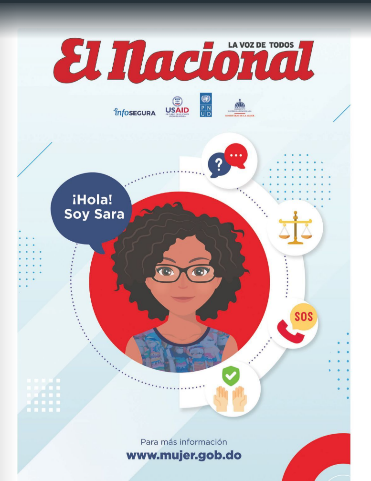 LA VOZ DE TODOS
El Nacional
infoSEGURA
USAID
PNUD
¡Hola!
Soy Sara
?
SOS
Para más información
www.mujer.gob.do